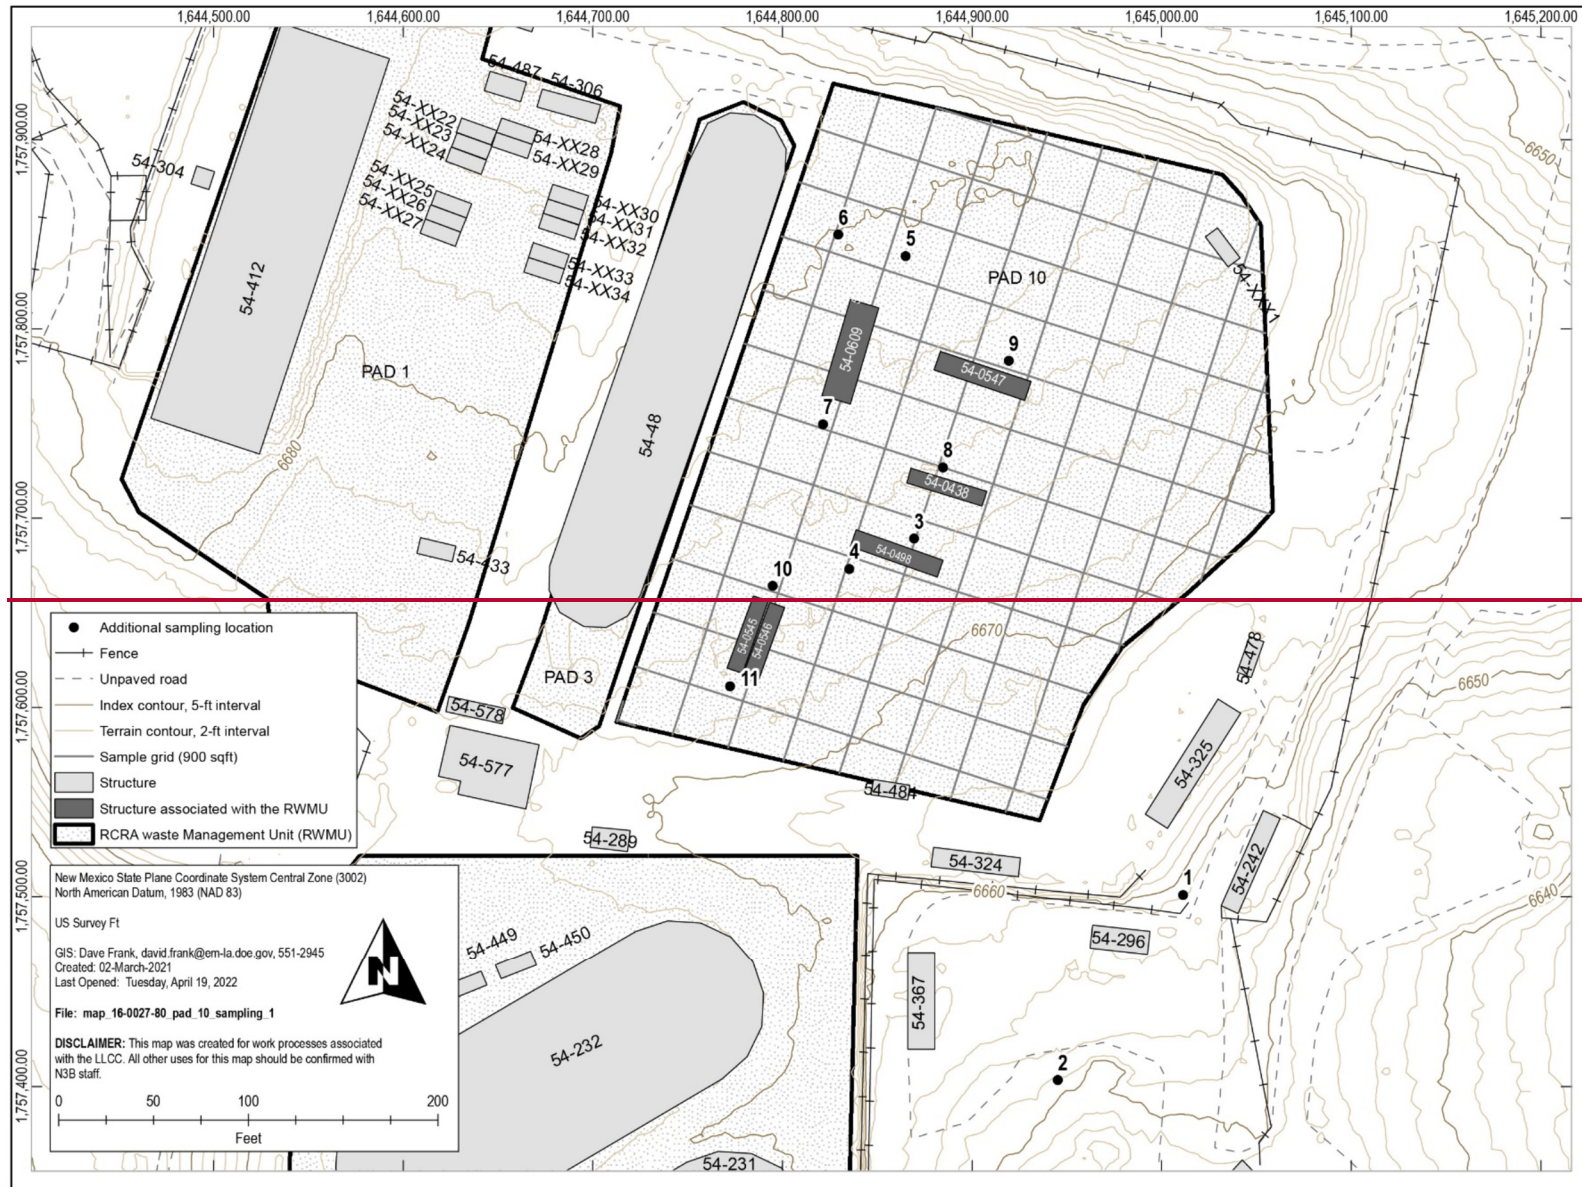 1,644,500.00
1,644,600.00
1,644,700.00
1,644,800.00
1,644,900.00
1,645,000.00
1,645,100.00
1,645,200.00
1,757,900.00
1,757,800.00
1,757,700.00
1,757,600.00
1,757,500.00
1,757,400.00
54-487
54-306
54-XX22
54-XX23
54-XX24
54-XX28
54-XX29
54-304
54-XX25
54-XX26
54-XX27
54-XX30
54-XX31
54-XX32
54-XX33
54-XX34
54-412
PAD 1
6680
54-433
54-48
PAD 3
6650
6
5
PAD 10
54-0609
9
54-0547
7
8
54-0438
3
4
54-0498
10
54-0545
54-0546
11
6670
54-478
6650
54-578
54-577
54-484
54-325
54-289
54-324
54-242
1
6660
6640
54-296
54-367
2
54-449
54-450
54-232
54-231
Additional sampling location
Fence
Unpaved road
Index contour, 5-ft interval
Terrain contour, 2-ft interval
Sample grid (900 sqft)
Structure
Structure associated with the RWMU
RCRA waste Management Unit (RWMU)
New Mexico State Plane Coordinate System Central Zone (3002)
North American Datum, 1983 (NAD 83)
US Survey Ft
GIS: Dave Frank, david.frank@em-la.doe.gov, 551-2945
Created: 02-March-2021
Last Opened: Tuesday, April 19, 2022
File: map_16-0027-80_pad_10_sampling_1
DISCLAIMER: This map was created for work processes associated
with the LLCC. All other uses for this map should be confirmed with
N3B staff.
N
0 50 100 200
Feet